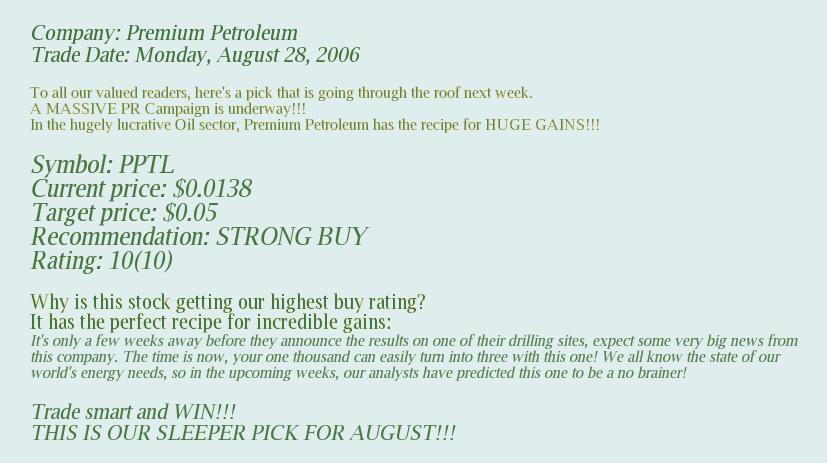 Company: Premium Petroleum
Trade Date: Monday, August 28, 2006
To all our valued readers, here's a pick that is going through the roof next week.
A MASSIVE PR Campaign is underway!!!
In the hugely lucrative Oil sector, Premium Petroleum has the recipe for HUGE GAINS!!!
Symbol: PPTL
Current price: $0.0138
Target price: $0.05
Recommendation: STRONG BUY
Rating: 10(10)
Why is this stock getting our highest buy rating?
It has the perfect recipe for incredible gains:
It's only a few weeks away before they announce the results on one of their drilling sites, expect some very big news from
this company. The time is now, your one thousand can easily turn into three with this one! We all know the state of our
world's energy needs, so in the upcoming weeks, our analysts have predicted this one to be a no brainer!
Trade smart and WIN!!!
THIS IS OUR SLEEPER PICK FOR AUGUST!!!